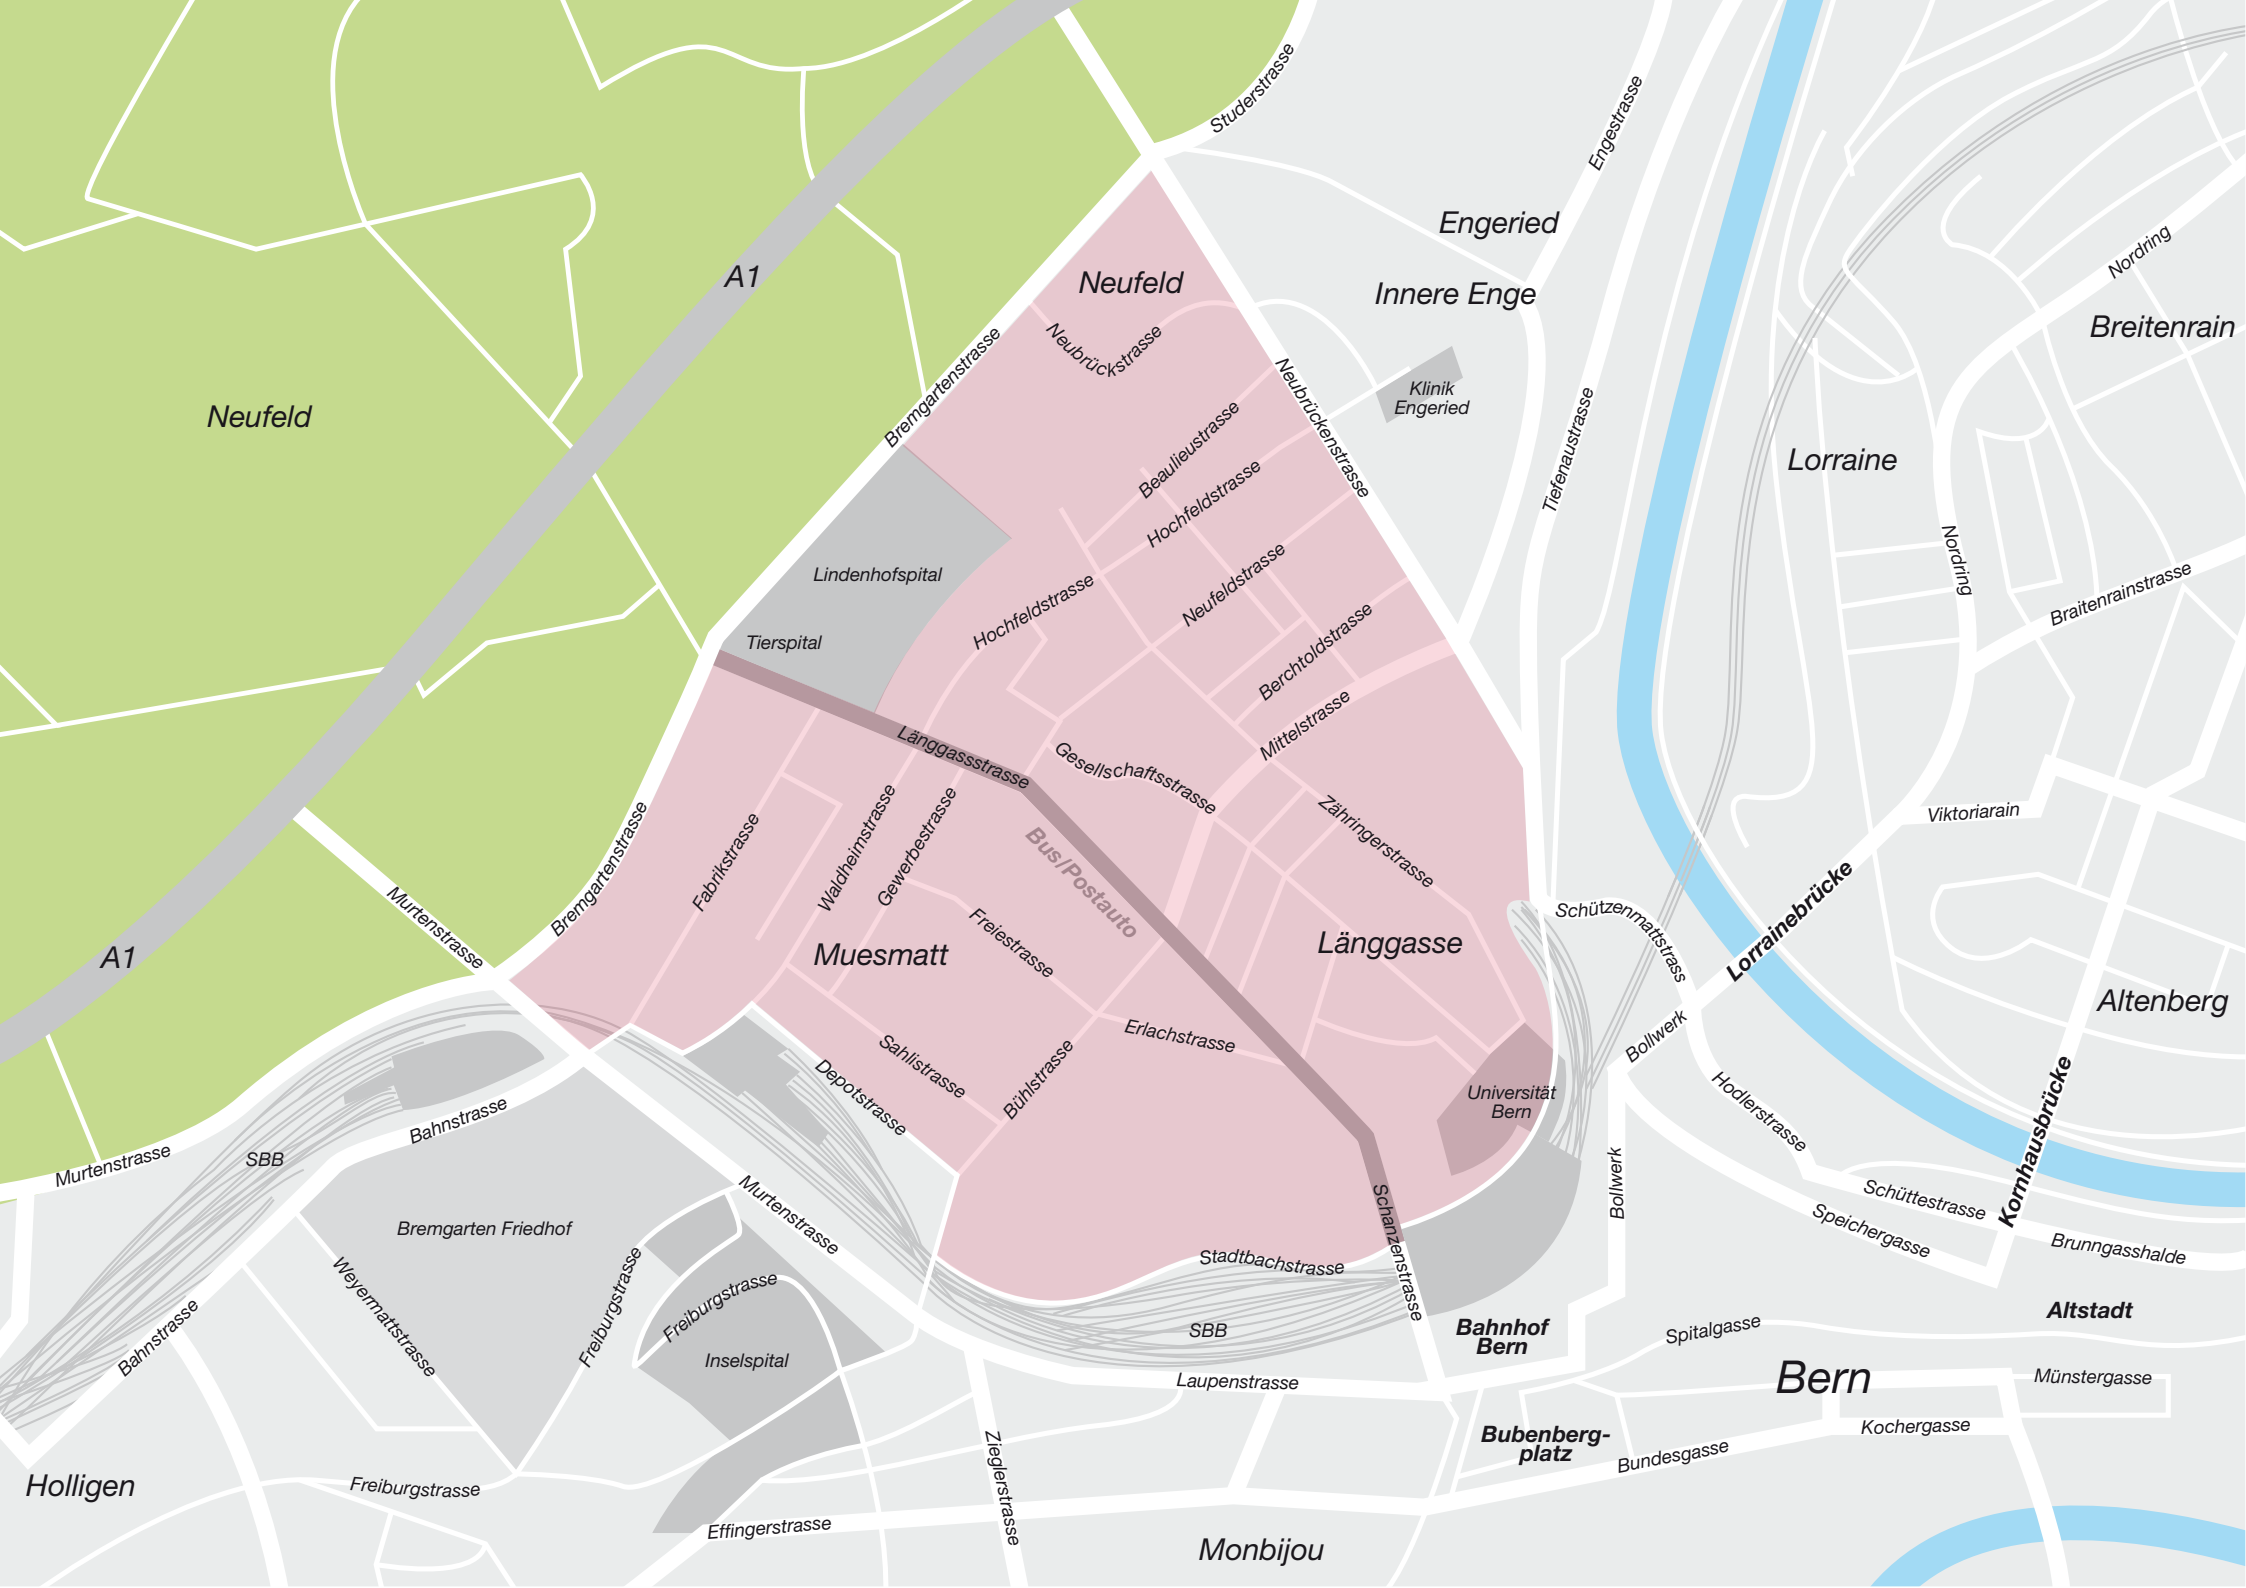 Studerstrasse
Engestrasse
Engeried
Nordring
A1
Neufeld
Innere Enge
Breitenrain
Neubrückstrasse
Bremgartenstrasse
Neubrückenstrasse
Klinik
Engeried
Neufeld
Beaulieustrasse
Tiefenaustrasse
Lorraine
Hochfeldstrasse
Nordring
Lindenhofspital
Neufeldstrasse
Hochfeldstrasse
Braitenrainstrasse
Tierspital
Berchtoldstrasse
Mittelstrasse
Länggassstrasse
Gesellschaftsstrasse
Viktoriarain
Zähringerstrasse
Bremgartenstrasse
Fabrikstrasse
Waldheimstrasse
Gewerbestrasse
Bus/Postauto
Murtenstrasse
Schützenmattstrass
Lorrainebrücke
A1
Muesmatt
Freiestrasse
Länggasse
Altenberg
Erlachstrasse
Bollwerk
Sahlistrasse
Bühlstrasse
Depotstrasse
Universität
Bern
Hodlerstrasse
Kornhausbrücke
Bahnstrasse
SBB
Murtenstrasse
Bollwerk
Murtenstrasse
Schanzenstrasse
Schüttestrasse
Speichergasse
Bremgarten Friedhof
Brunngasshalde
Stadtbachstrasse
Weyermattstrasse
Freiburgstrasse
Freiburgstrasse
Altstadt
Bahnstrasse
SBB
Bahnhof
Bern
Spitalgasse
Inselspital
Laupenstrasse
Bern
Münstergasse
Kochergasse
Bubenberg-
platz
Bundesgasse
Zieglerstrasse
Holligen
Freiburgstrasse
Effingerstrasse
Monbijou